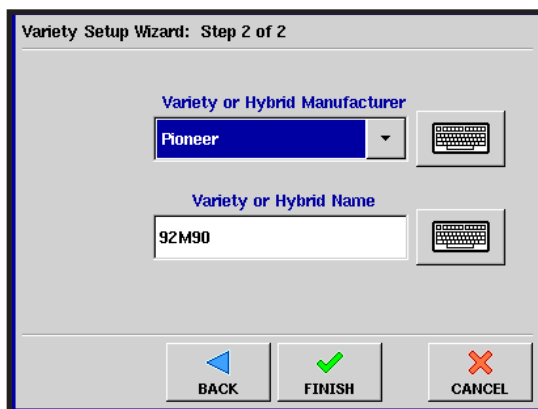 Variety Setup Wizard: Step 2 of 2
Variety or Hybrid Manufacturer
Pioneer
Variety or Hybrid Name
92M90
BACK FINISH CANCEL